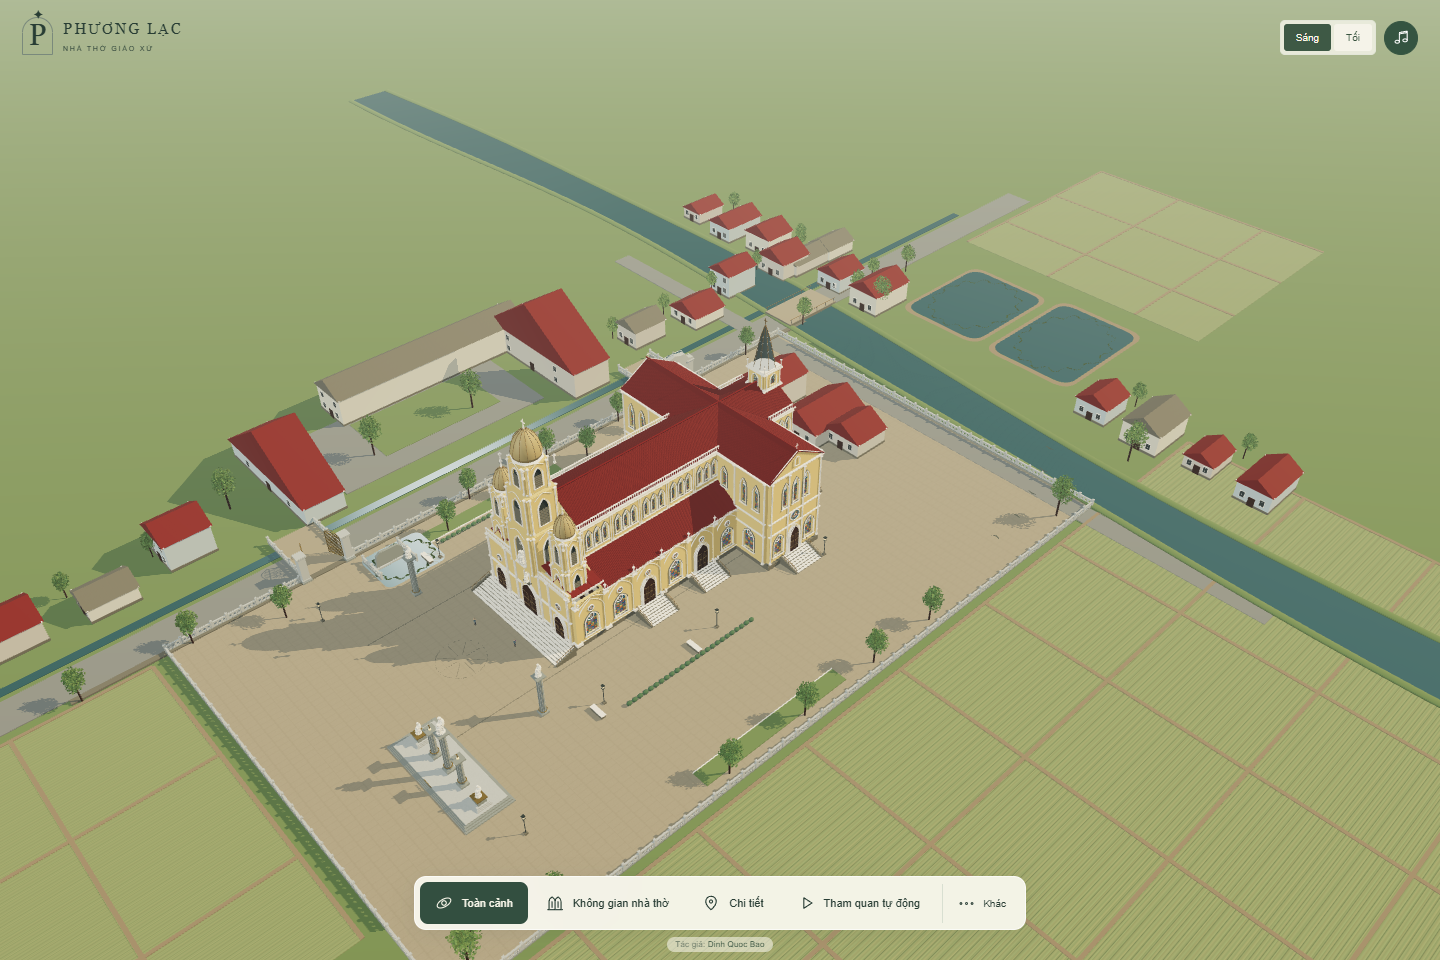 P
PHƯƠNG LẠC
NHÀ THỜ GIÁO XỨ
Sáng
Tối
Toàn cảnh
Không gian nhà thờ
Chi tiết
Tham quan tự động
Khác
Tác giả: Dinh Quoc Bao